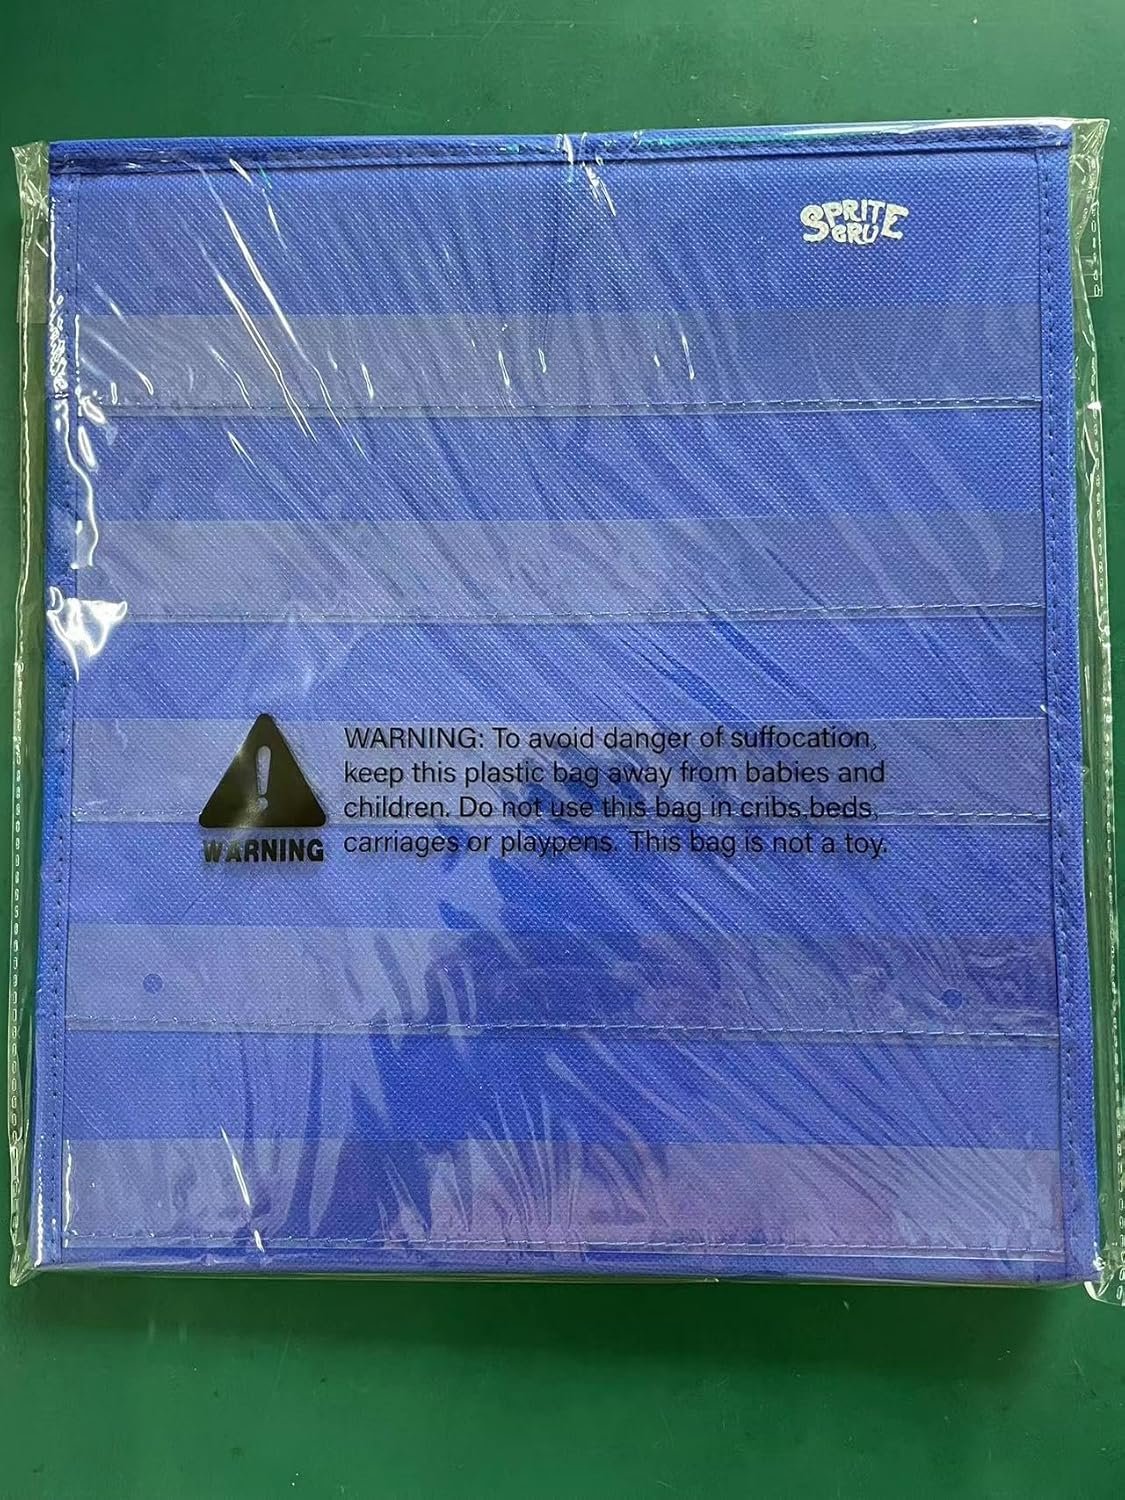 SPRITE
GRU
WARNING: To avoid danger of suffocation,
keep this plastic bag away from babies and
children. Do not use this bag in cribs,beds,
carriages or playpens. This bag is not a toy.
WARNING